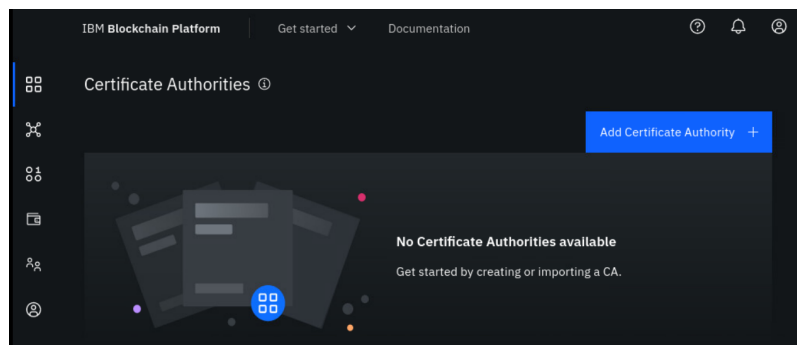 IBM Blockchain Platform Get started Documentation
Certificate Authorities
Add Certificate Authority +
No Certificate Authorities available
Get started by creating or importing a CA.